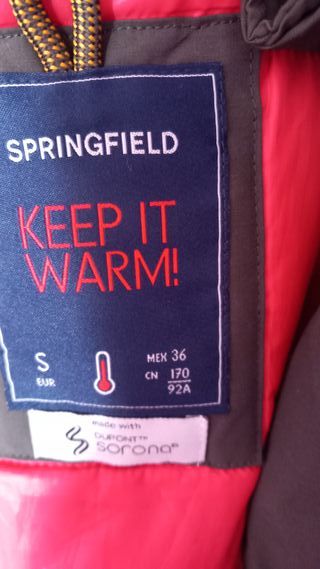 SPRINGFIELD
KEEP IT
WARM!
S MEX 36
EUR CN 170
92A
made with
DUPONT™
sorona®